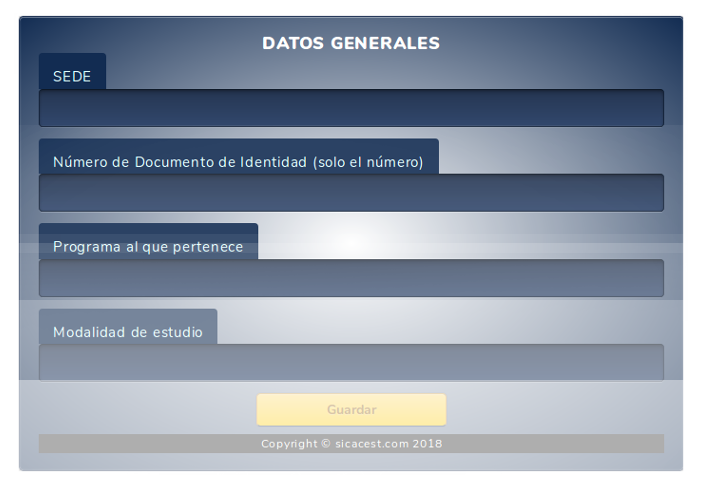 DATOS GENERALES
SEDE
Número de Documento de Identidad (solo el número)
Programa al que pertenece
Modalidad de estudio
Guardar
Copyright © sicacest.com 2018